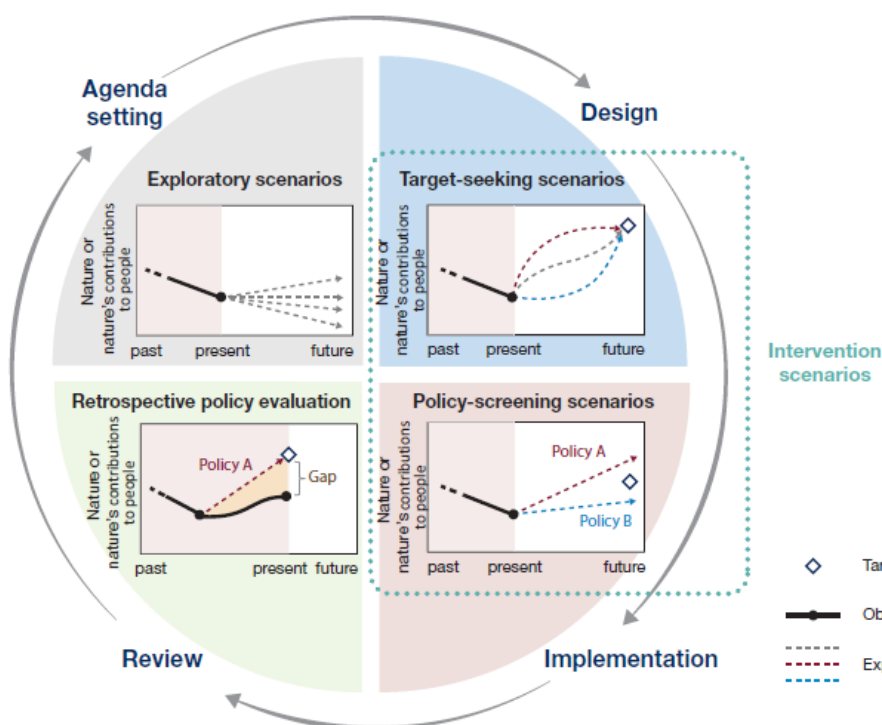 Agenda
setting
Design
Exploratory scenarios
Nature or
nature's contributions
to people
past present future
Target-seeking scenarios
Nature or
nature's contributions
to people
past present future
Intervention
scenarios
Retrospective policy evaluation
Nature or
nature's contributions
to people
Policy A
Gap
past present future
Policy-screening scenarios
Nature or
nature's contributions
to people
Policy A
Policy B
past present future
Review
Implementation
Tar
Ob
Ex